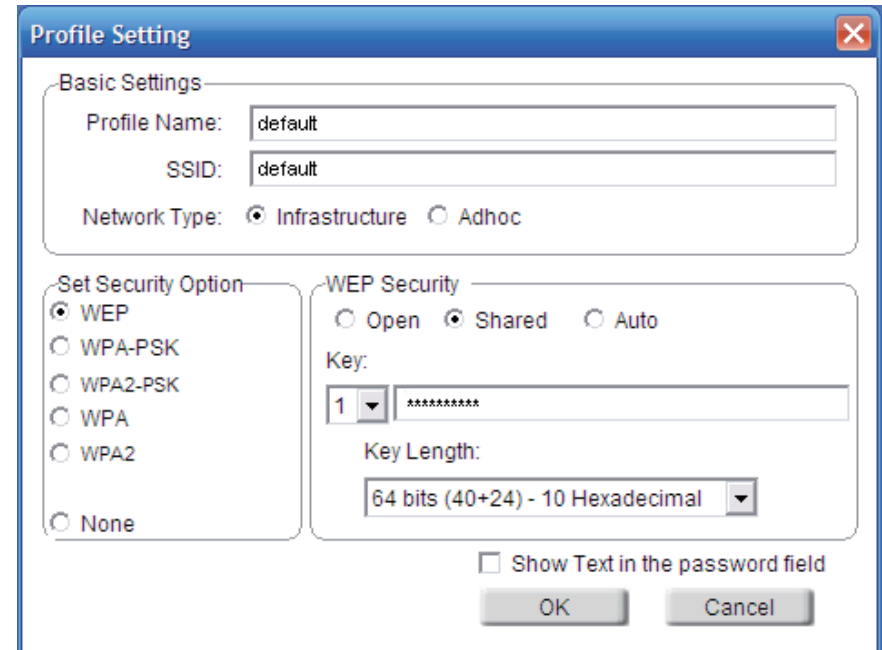 Profile Setting
Basic Settings
Profile Name: default
SSID: default
Network Type: Infrastructure Adhoc
Set Security Option
WEP
WPA-PSK
WPA2-PSK
WPA
WPA2
None
WEP Security
Open Shared Auto
Key:
1 **********
Key Length:
64 bits (40+24) - 10 Hexadecimal
Show Text in the password field
OK Cancel